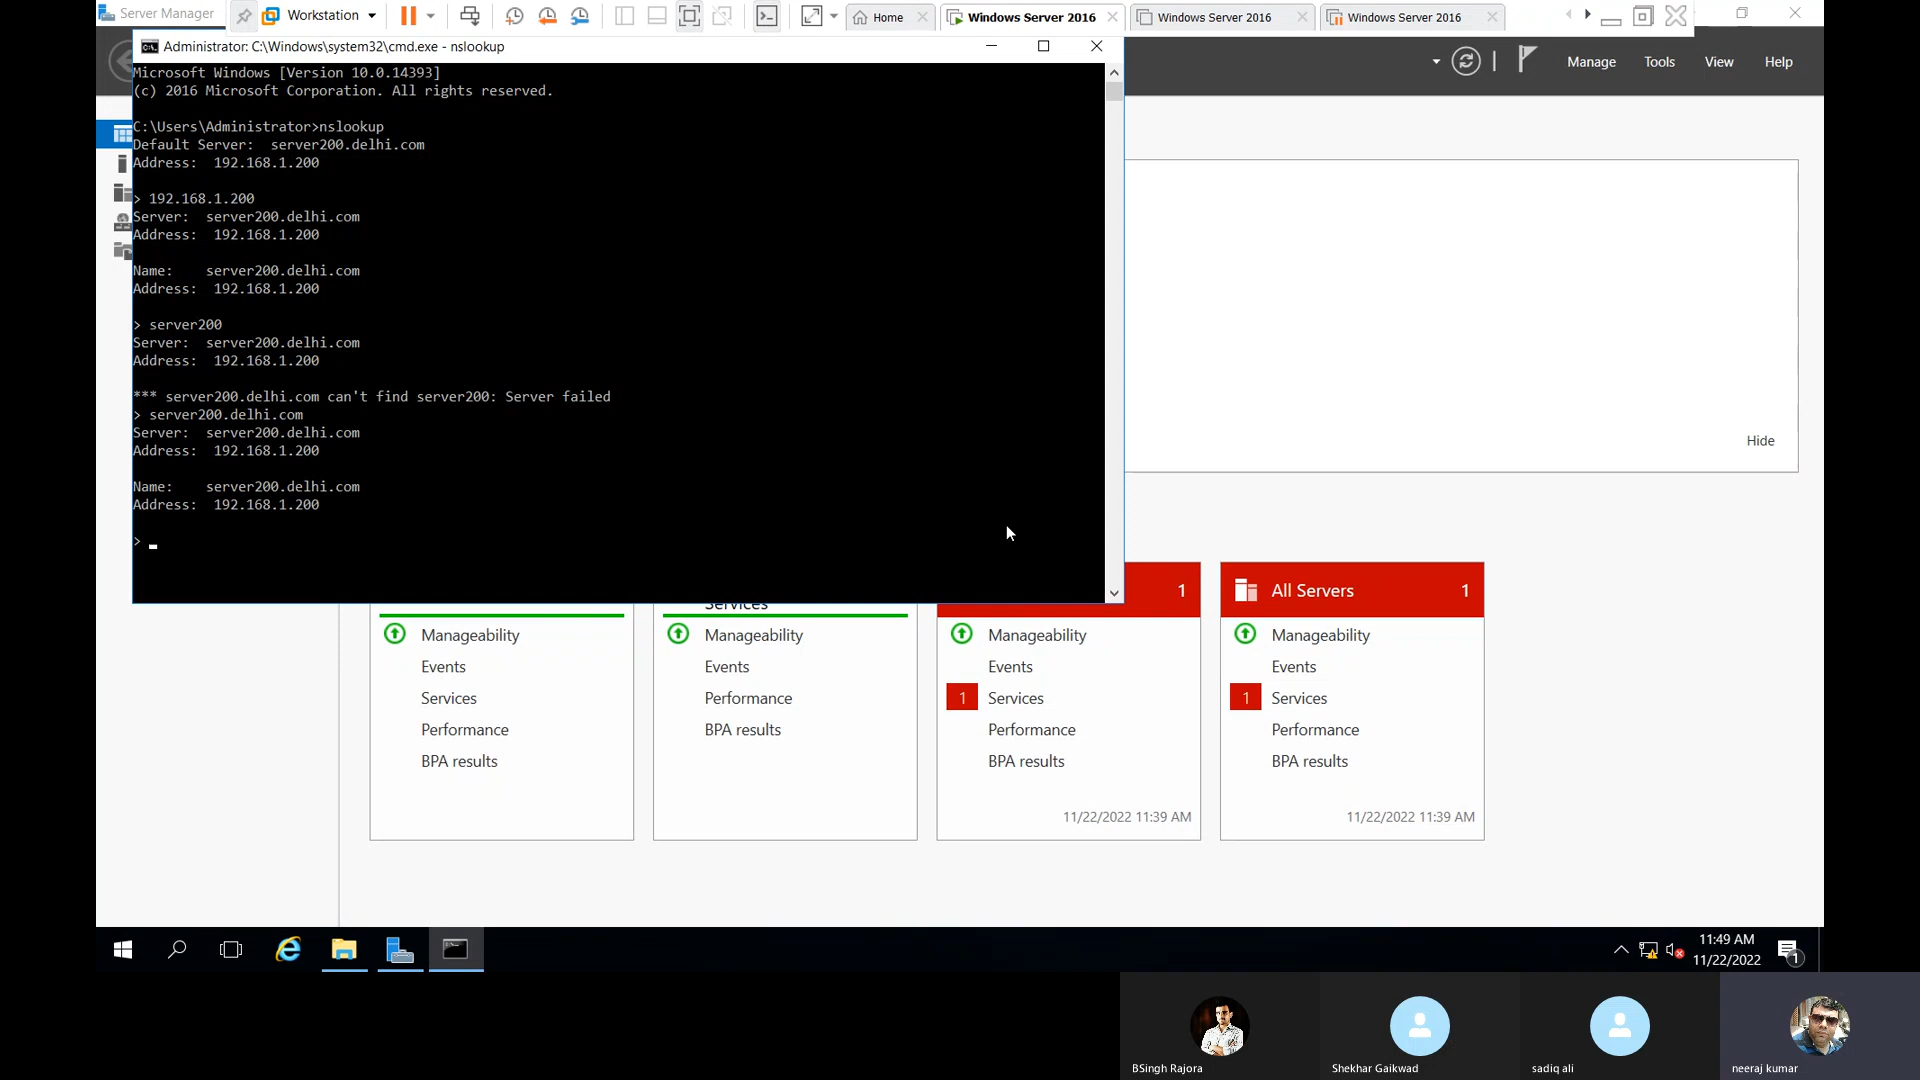 Server Manager
Workstation
Home
Windows Server 2016
Windows Server 2016
Windows Server 2016
Administrator: C:\Windows\system32\cmd.exe - nslookup
Manage
Tools
View
Help
Microsoft Windows [Version 10.0.14393]
(c) 2016 Microsoft Corporation. All rights reserved.
C:\Users\Administrator>nslookup
Default Server:  server200.delhi.com
Address:  192.168.1.200
> 192.168.1.200
Server:  server200.delhi.com
Address:  192.168.1.200
Name:    server200.delhi.com
Address:  192.168.1.200
> server200
Server:  server200.delhi.com
Address:  192.168.1.200
*** server200.delhi.com can't find server200: Server failed
> server200.delhi.com
Server:  server200.delhi.com
Address:  192.168.1.200
Name:    server200.delhi.com
Address:  192.168.1.200
>
Hide
Manageability
Events
Services
Performance
BPA results
Services
Manageability
Events
Performance
BPA results
1
Manageability
Events
1 Services
Performance
BPA results
11/22/2022 11:39 AM
All Servers 1
Manageability
Events
1 Services
Performance
BPA results
11/22/2022 11:39 AM
11:49 AM
11/22/2022
1
BSingh Rajora
Shekhar Gaikwad
sadiq ali
neeraj kumar